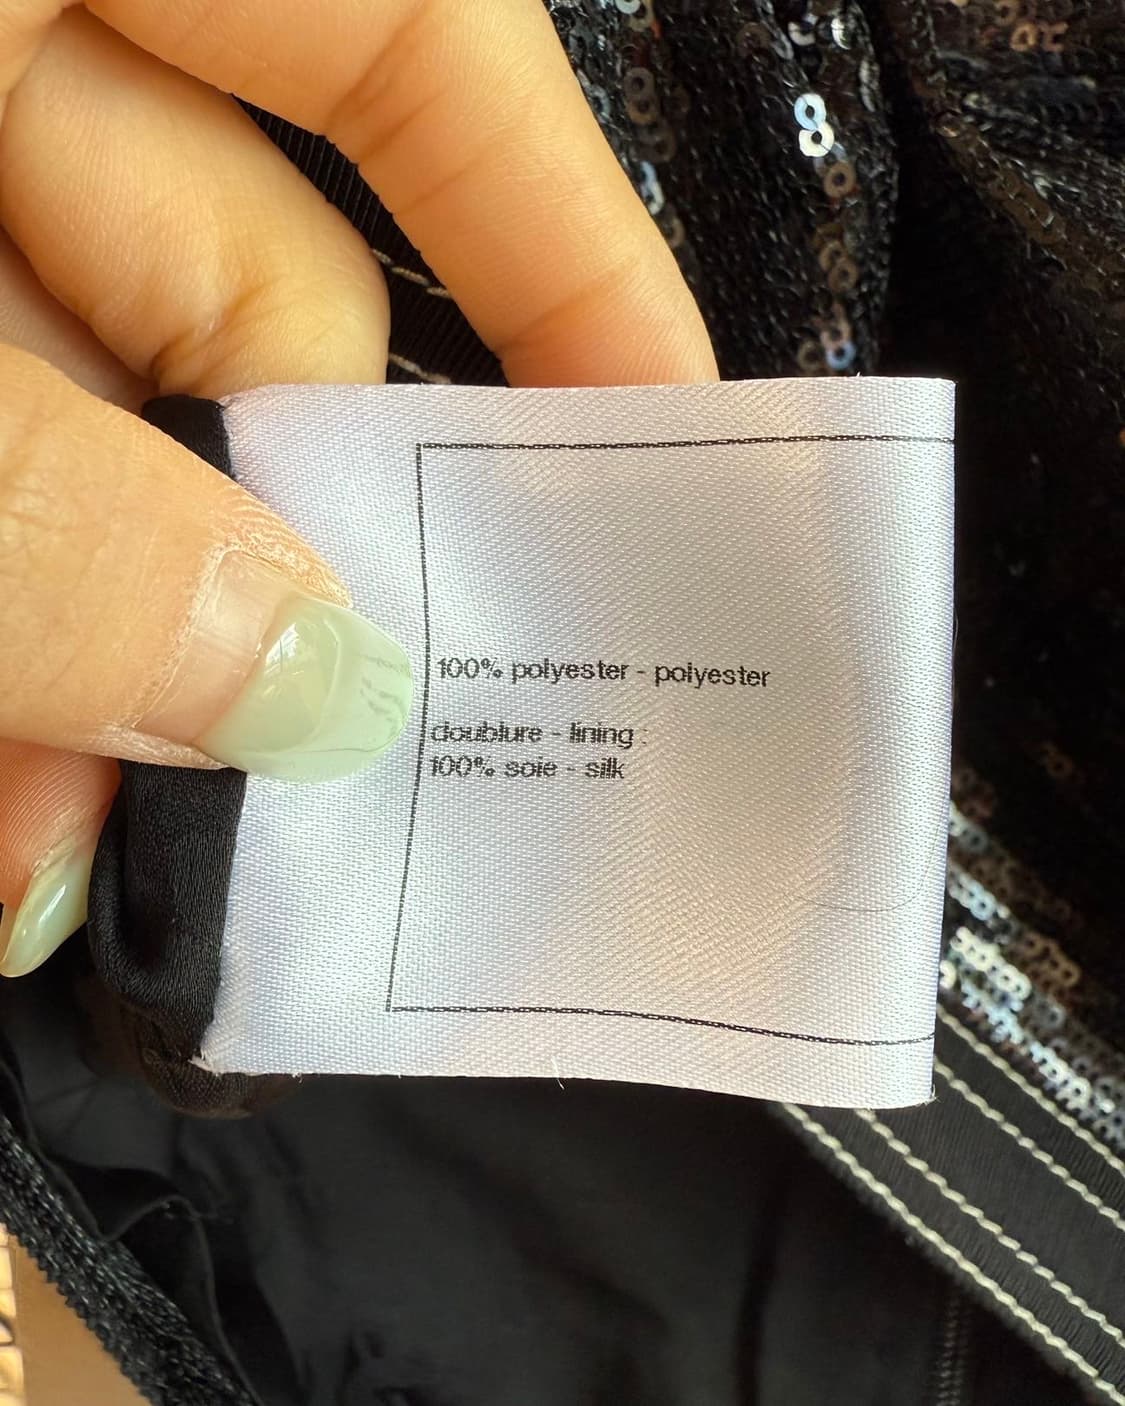 100% polyester - polyester
doublure - lining :
100% soie - silk